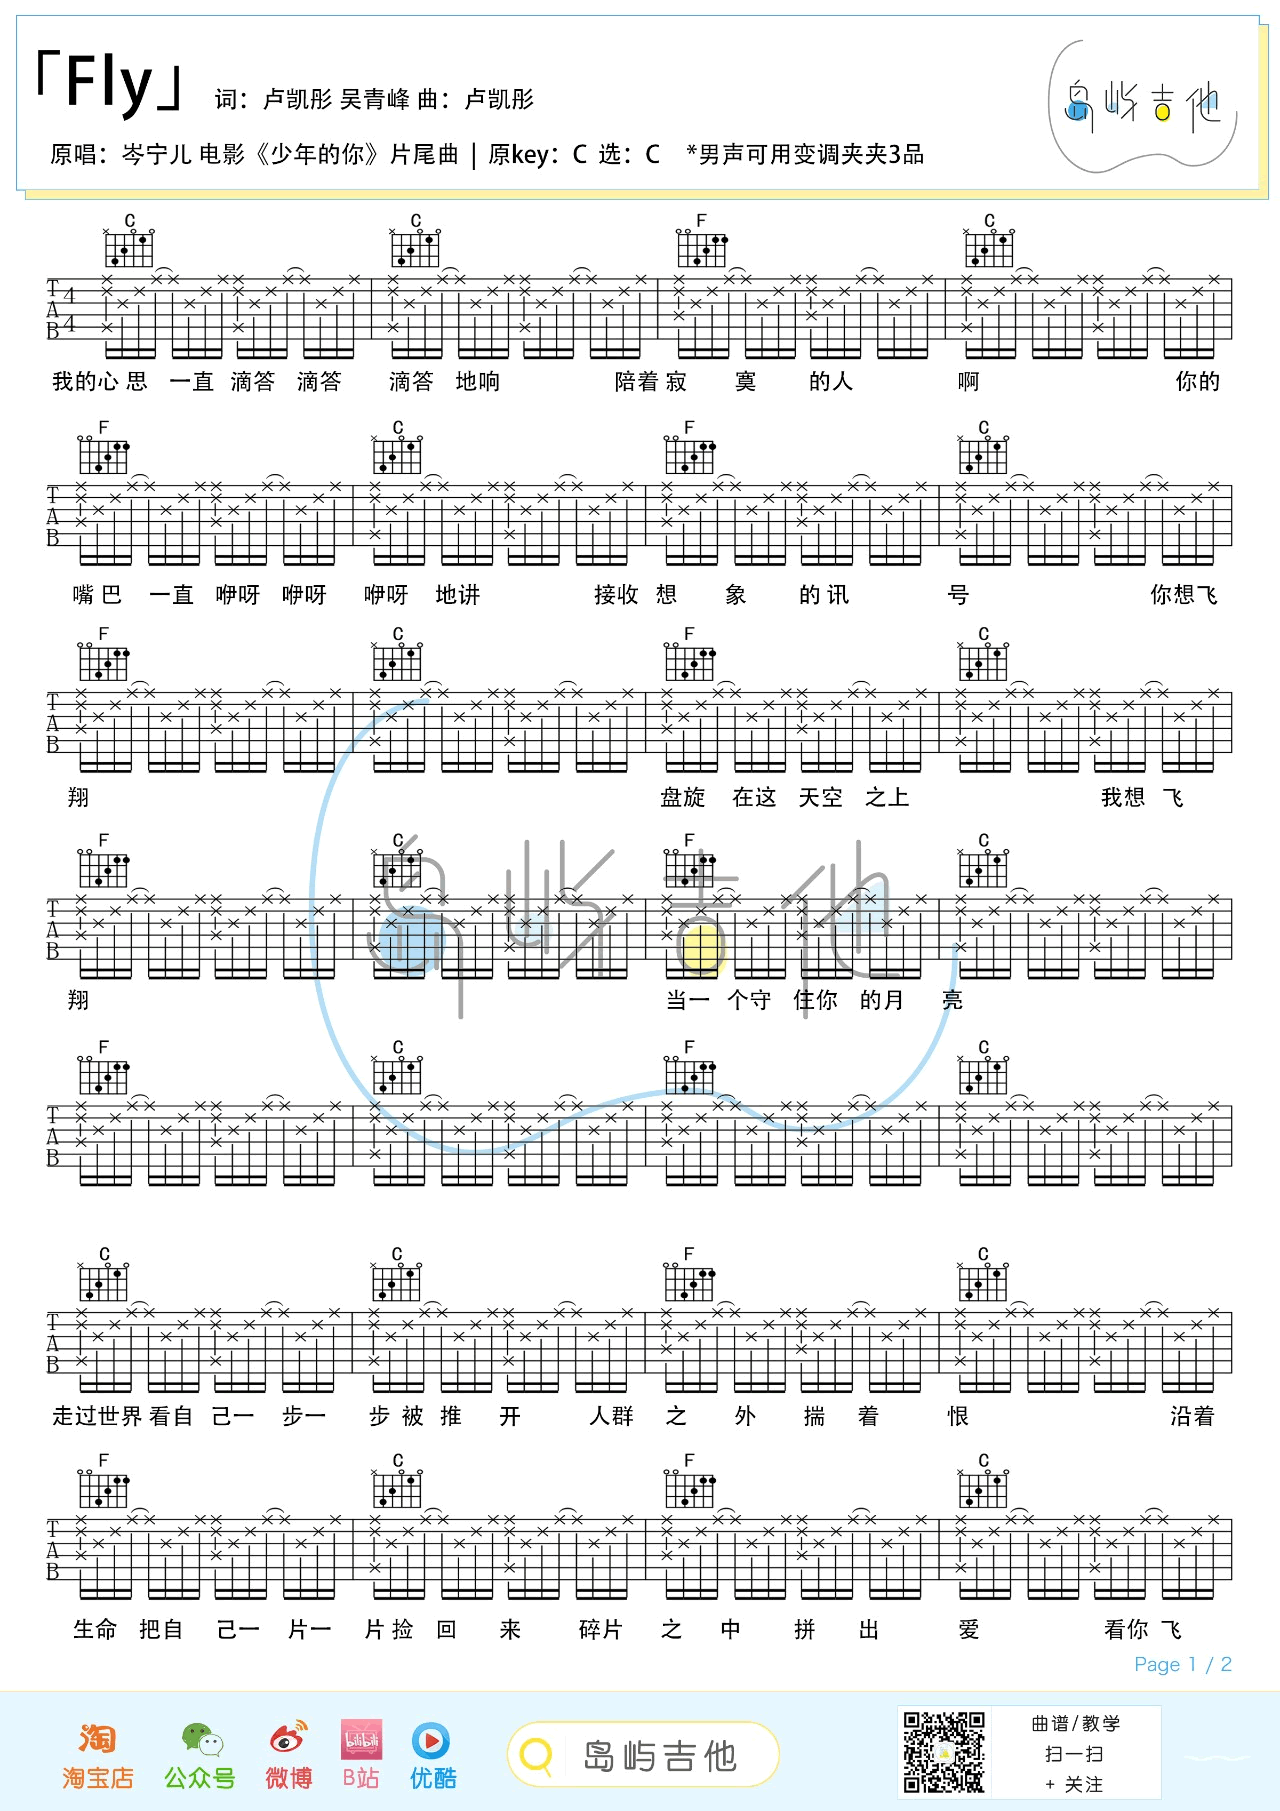 「Fly」 词：卢凯彤 吴青峰 曲：卢凯彤
岛屿吉他
原唱：岑宁儿 电影《少年的你》片尾曲 | 原key：C 选：C *男声可用变调夹夹3品
C C F C
T A B 4 4
我的心 思 一直 滴答 滴答 滴答 地响 陪着 寂 寞 的人 啊 你的
F C F C
T A B
嘴 巴 一直 咿呀 咿呀 咿呀 地讲 接收 想 象 的 讯 号 你想飞
F C F C
T A B
翔 盘旋 在这 天空 之上 我想 飞
F C F C
T A B
岛屿吉他
翔 当一 个守 住你 的月 亮
F C F C
T A B
C C F C
T A B
走过世界 看自 己一 步一 步 被 推 开 人群 之 外 揣 着 恨 沿着
F C F C
T A B
生命 把自 己一 片一 片 捡 回 来 碎片 之 中 拼 出 爱 看你 飞
Page 1 / 2
淘
bilibili
淘宝店 公众号 微博 B站 优酷
岛屿吉他
曲谱/教学
扫一扫
+ 关注